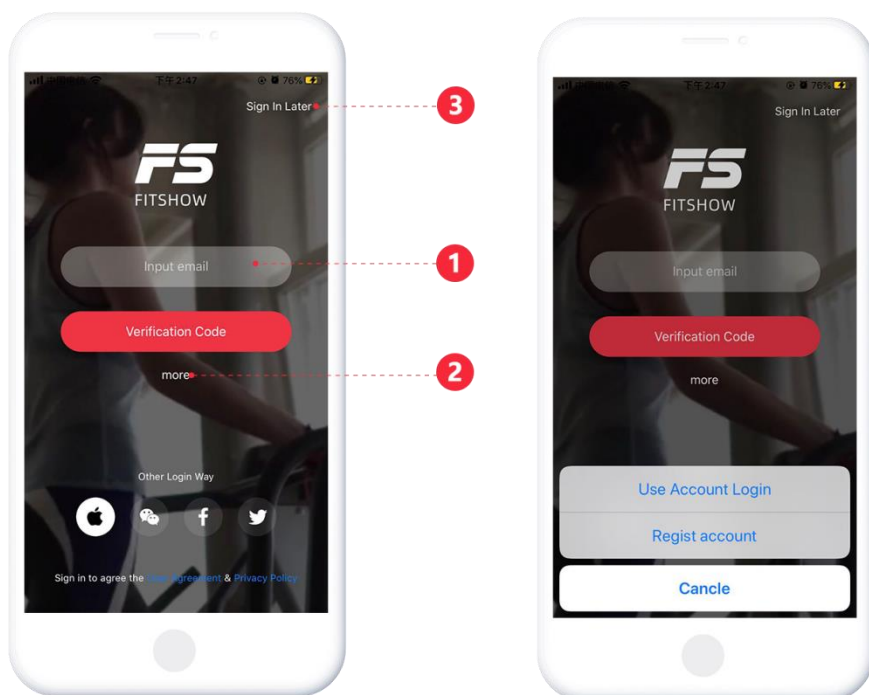 下午2:47
76%
Sign In Later
3
FS
FITSHOW
Input email
1
Verification Code
more
2
Other Login Way
f
Sign in to agree the User Agreement & Privacy Policy
下午2:47
76%
Sign In Later
FS
FITSHOW
Input email
Verification Code
more
Use Account Login
Regist account
Cancle